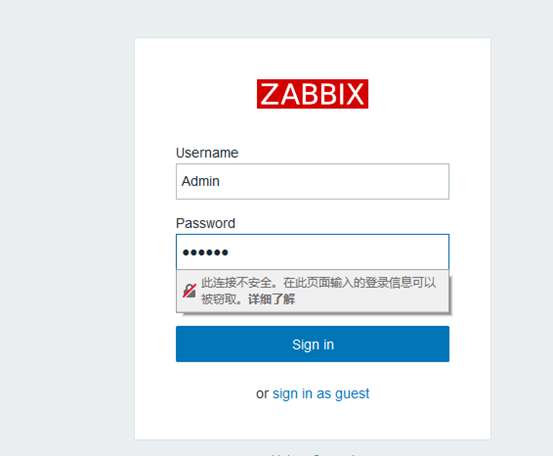 ZABBIX
Username
Admin
Password
••••••
此连接不安全。在此页面输入的登录信息可以
被窃取。详细了解
Sign in
or sign in as guest